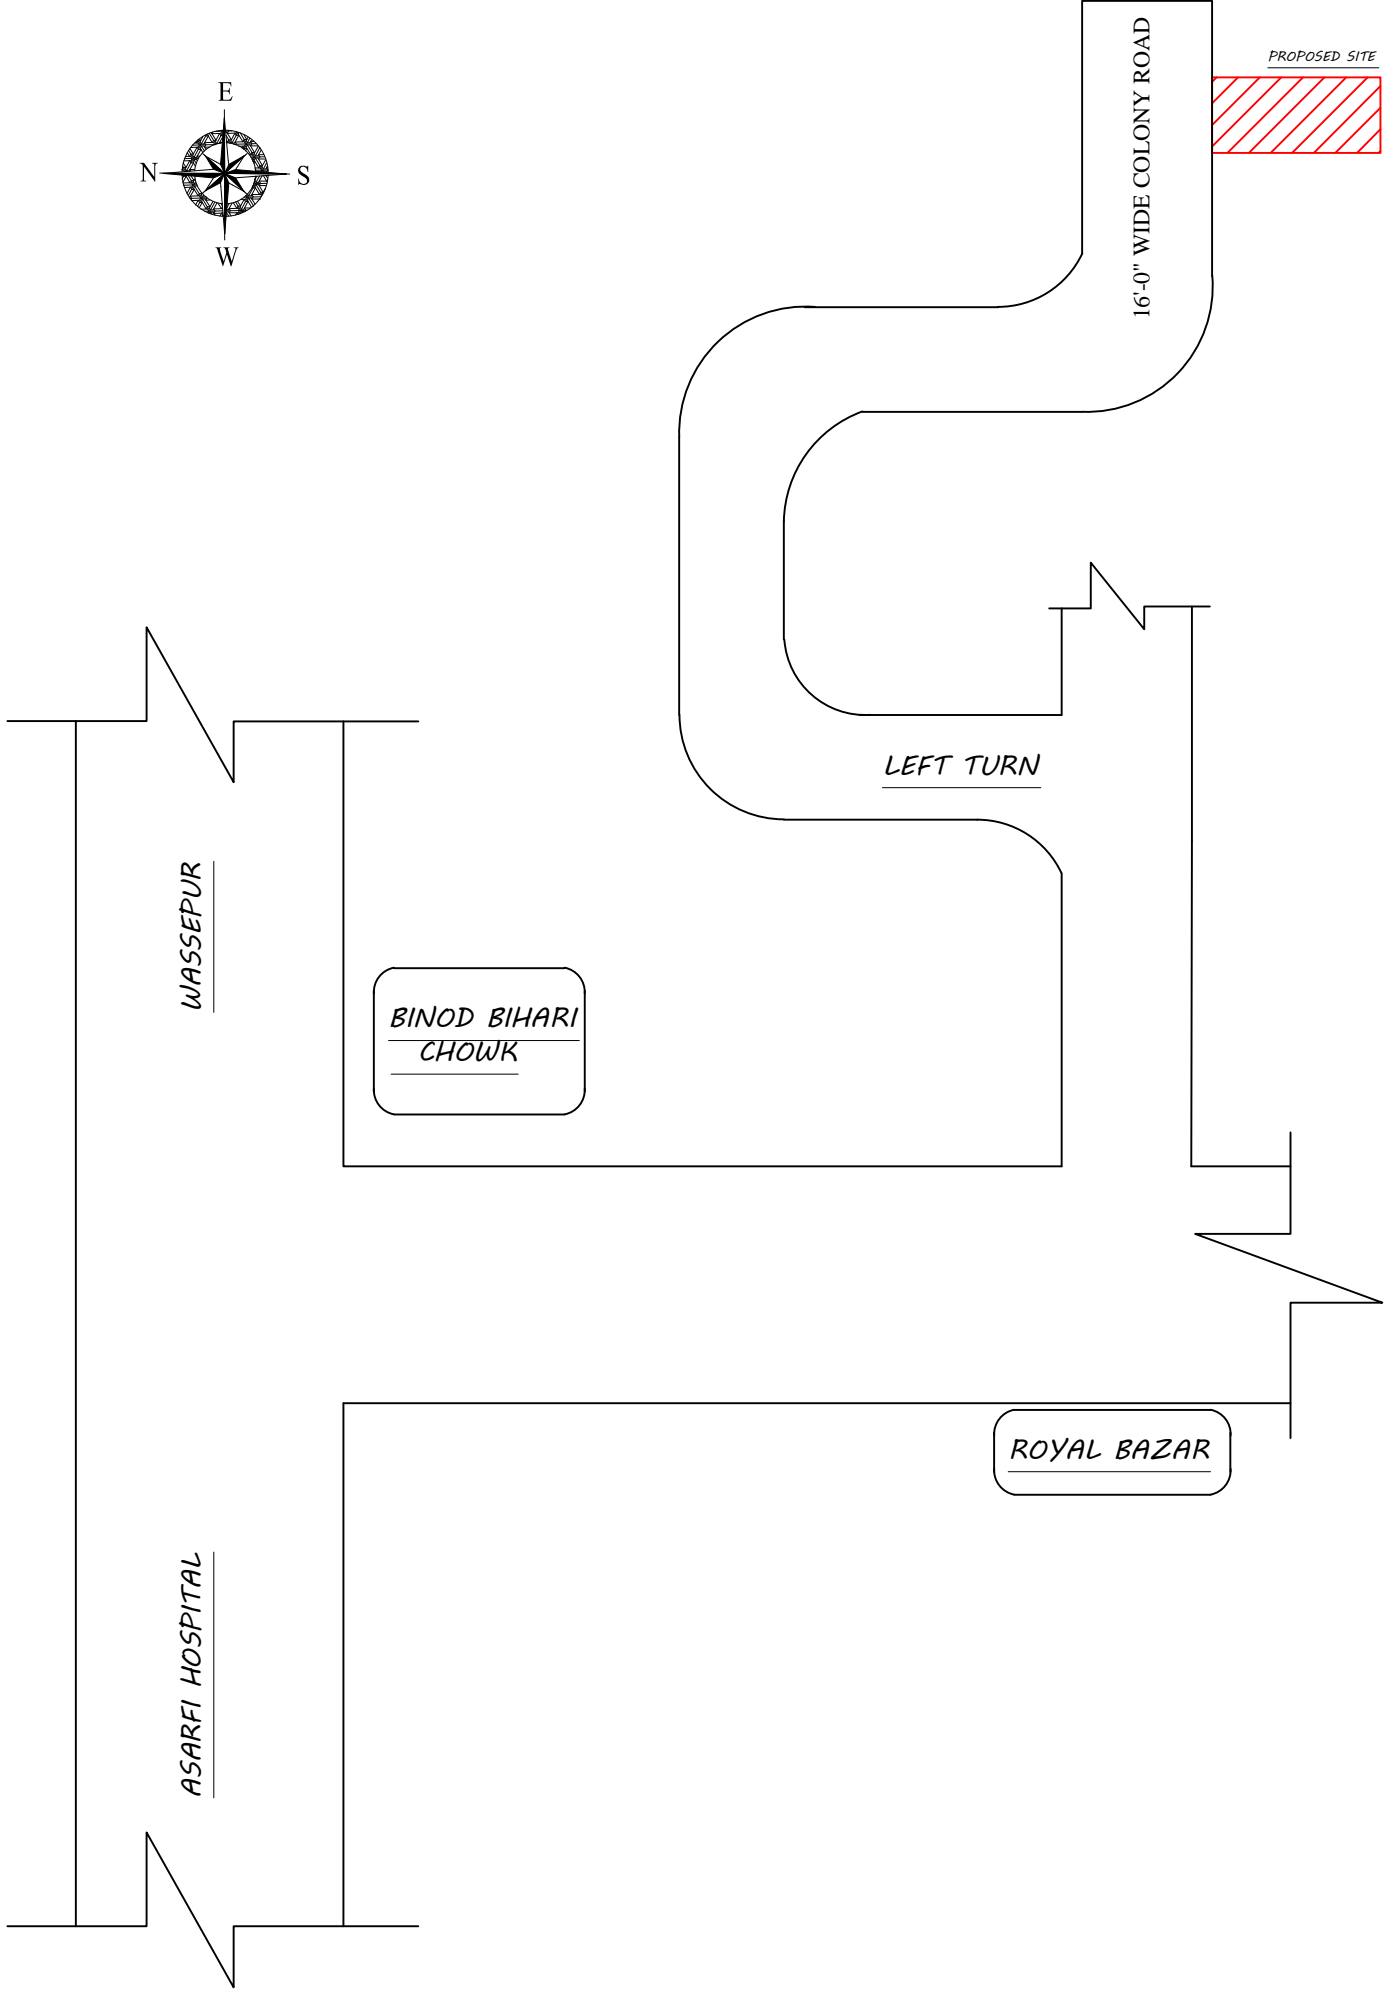 PROPOSED SITE
16'-0" WIDE COLONY ROAD
E
N
S
W
LEFT TURN
WASSEPUR
BINOD BIHARI
CHOWK
ROYAL BAZAR
ASARFI HOSPITAL